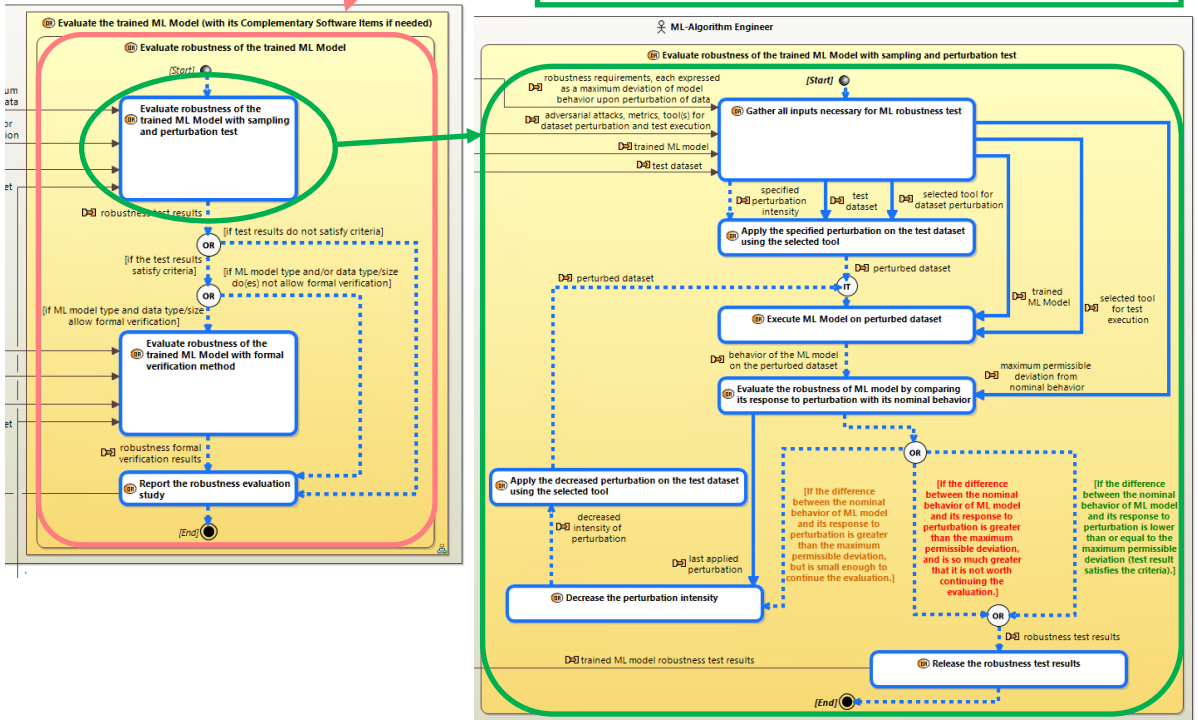 Evaluate the trained ML Model (with its Complementary Software Items if needed)
Evaluate robustness of the trained ML Model
[Start]
um
ata
or
ion
et
Evaluate robustness of the
trained ML Model with sampling
and perturbation test
robustness test results
OR
[if test results do not satisfy criteria]
[if the test results
satisfy criteria]
[if ML model type and/or data type/size
do(es) not allow formal verification]
OR
[if ML model type and data type/size
allow formal verification]
Evaluate robustness of the
trained ML Model with formal
verification method
et
robustness formal
verification results
Report the robustness evaluation
study
[End]
ML-Algorithm Engineer
Evaluate robustness of the trained ML Model with sampling and perturbation test
robustness requirements, each expressed
as a maximum deviation of model
behavior upon perturbation of data
adversarial attacks, metrics, tool(s) for
dataset perturbation and test execution
trained ML model
test dataset
[Start]
Gather all inputs necessary for ML robustness test
specified
perturbation
intensity
test
dataset
selected tool for
dataset perturbation
Apply the specified perturbation on the test dataset
using the selected tool
perturbed dataset
perturbed dataset
IT
trained
ML Model
selected tool
for test
execution
Execute ML Model on perturbed dataset
behavior of the ML model
on the perturbed dataset
maximum permissible
deviation from
nominal behavior
Evaluate the robustness of ML model by comparing
its response to perturbation with its nominal behavior
OR
Apply the decreased perturbation on the test dataset
using the selected tool
decreased
intensity of
perturbation
last applied
perturbation
[If the difference
between the nominal
behavior of ML model
and its response to
perturbation is greater
than the maximum
permissible deviation,
but is small enough to
continue the evaluation.]
[If the difference
between the nominal
behavior of ML model
and its response to
perturbation is greater
than the maximum
permissible deviation,
and is so much greater
that it is not worth
continuing the
evaluation.]
[If the difference
between the nominal
behavior of ML model
and its response to
perturbation is lower
than or equal to the
maximum permissible
deviation (test result
satisfies the criteria).]
Decrease the perturbation intensity
OR
robustness test results
trained ML model robustness test results
Release the robustness test results
[End]